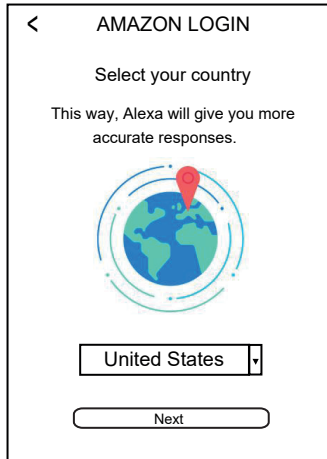 < AMAZON LOGIN
Select your country
This way, Alexa will give you more
accurate responses.
United States
Next